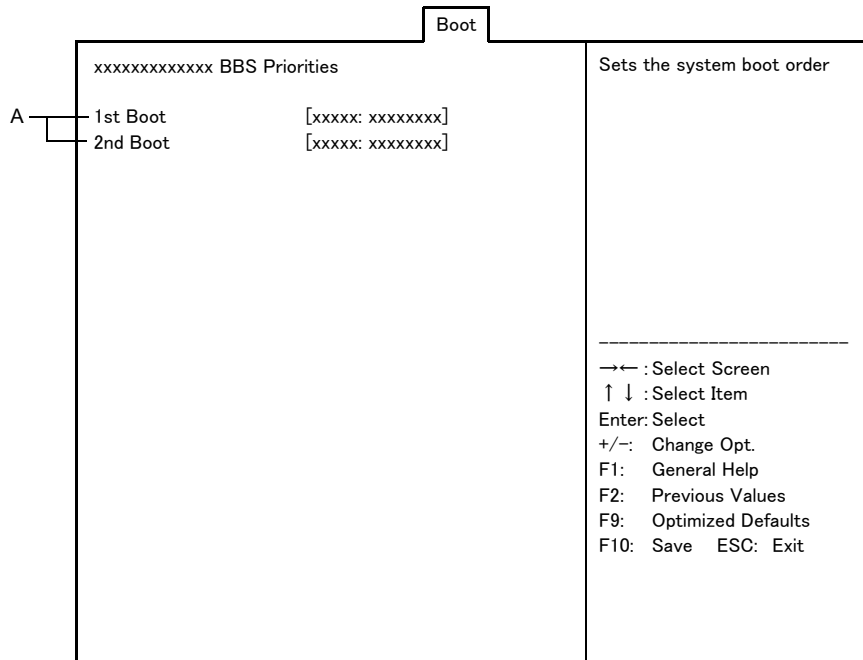 Boot
xxxxxxxxxxxxx BBS Priorities
A
1st Boot [xxxxx: xxxxxxxx]
2nd Boot [xxxxx: xxxxxxxx]
Sets the system boot order
-------------------------
→← : Select Screen
↑ ↓ : Select Item
Enter: Select
+/-: Change Opt.
F1: General Help
F2: Previous Values
F9: Optimized Defaults
F10: Save ESC: Exit